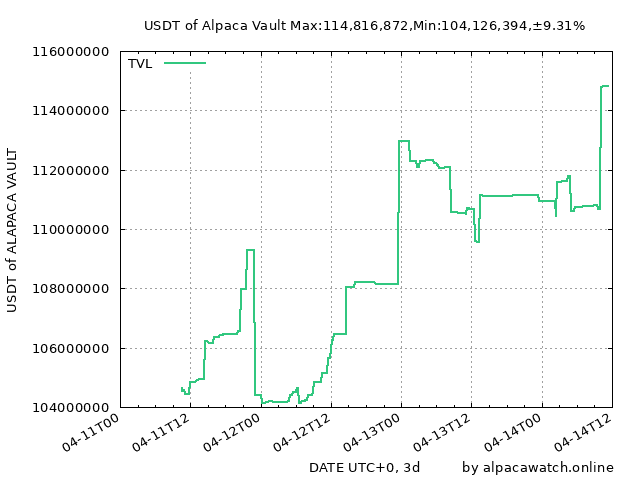 USDT of Alpaca Vault Max:114,816,872,Min:104,126,394,±9.31%
116000000
TVL
114000000
112000000
110000000
108000000
106000000
104000000
USDT of ALAPACA VAULT
04-11T00 04-11T12 04-12T00 04-12T12 04-13T00 04-13T12 04-14T00 04-14T12
DATE UTC+0, 3d by alpacawatch.online